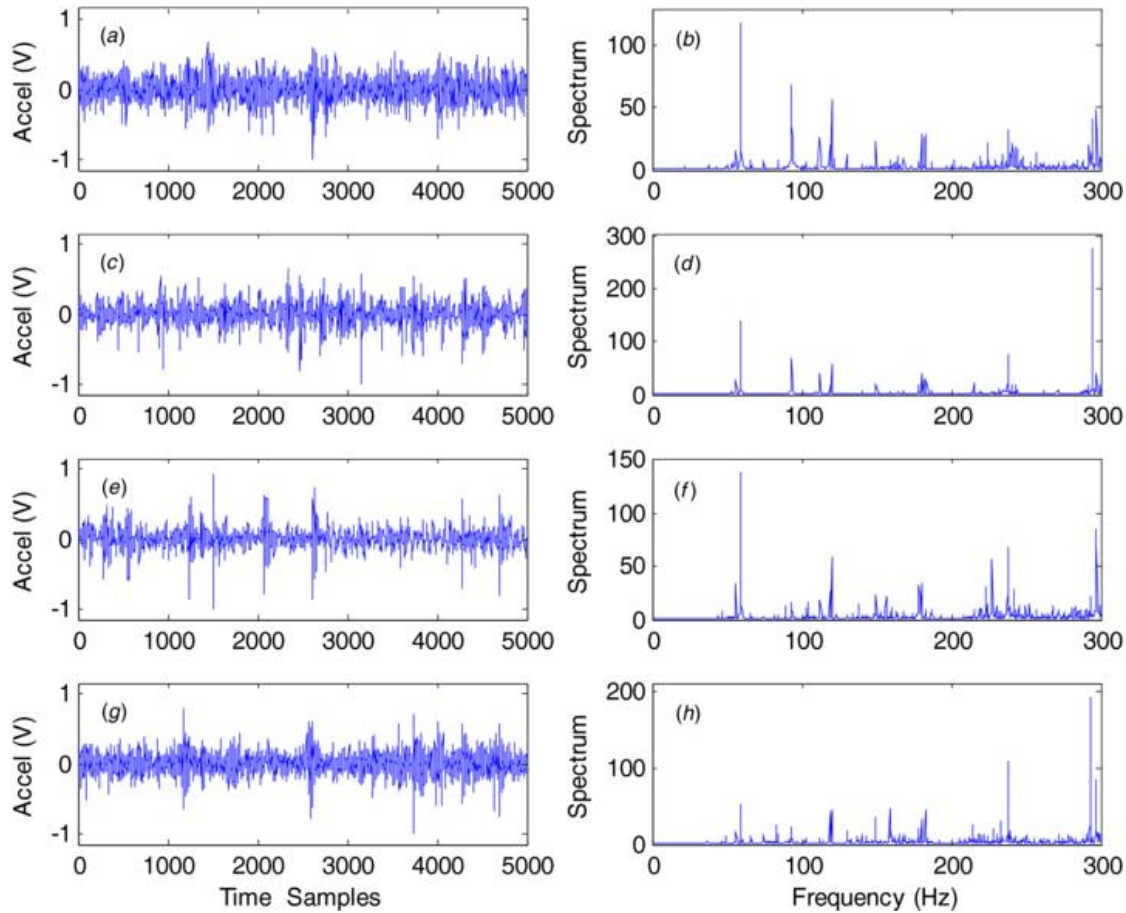 1
0
-1
Accel (V)
(a)
0 1000 2000 3000 4000 5000
100
50
0
Spectrum
(b)
0 100 200 300
1
0
-1
Accel (V)
(c)
0 1000 2000 3000 4000 5000
300
200
100
0
Spectrum
(d)
0 100 200 300
1
0
-1
Accel (V)
(e)
0 1000 2000 3000 4000 5000
150
100
50
0
Spectrum
(f)
0 100 200 300
1
0
-1
Accel (V)
(g)
0 1000 2000 3000 4000 5000
Time Samples
200
100
0
Spectrum
(h)
0 100 200 300
Frequency (Hz)